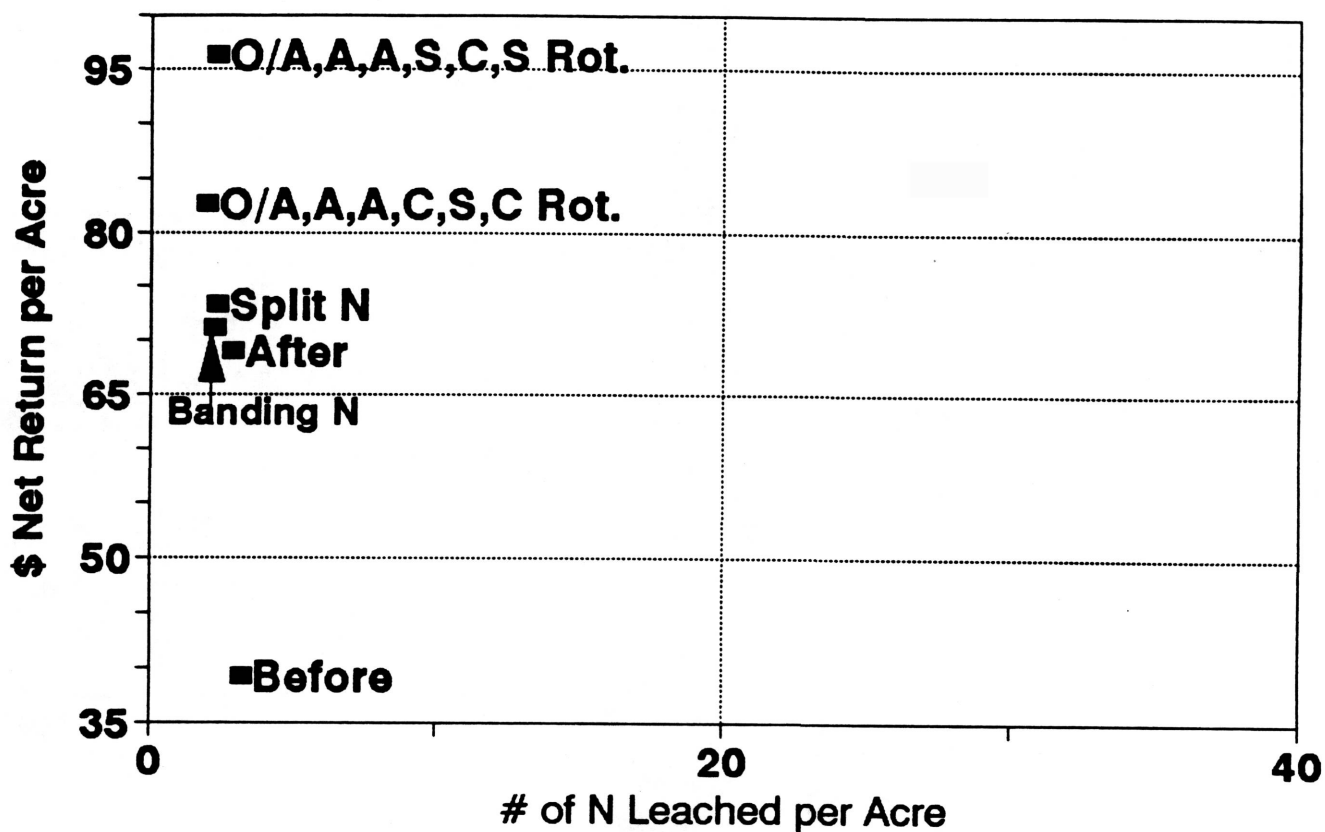 $ Net Return per Acre
95
80
65
50
35
O/A,A,A,S,C,S Rot.
O/A,A,A,C,S,C Rot.
Split N
After
Banding N
Before
0
20
40
# of N Leached per Acre